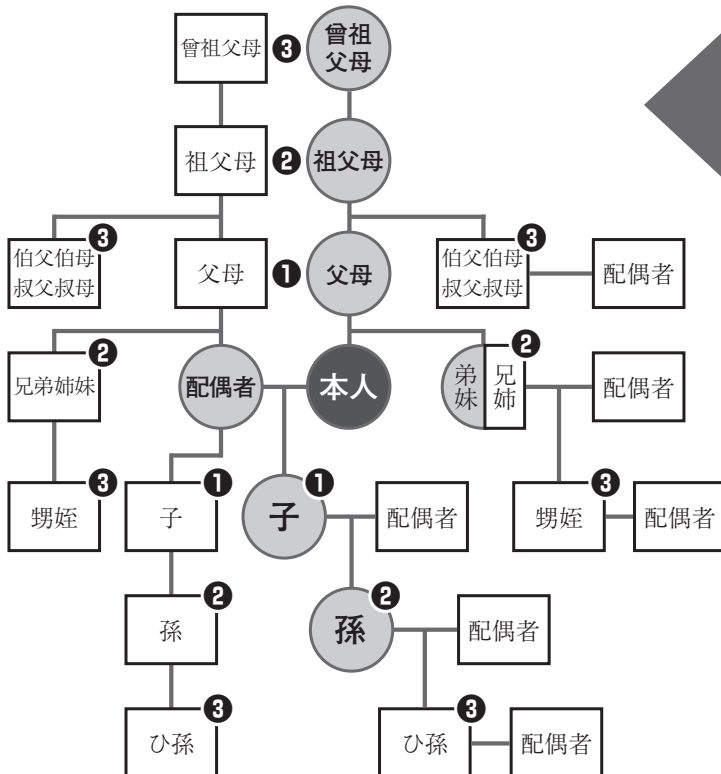 曾祖父母
❸
曾祖
父母
祖父母
❷
祖父母
❸
伯父伯母
叔父叔母
父母
❶
父母
❸
伯父伯母
叔父叔母
配偶者
❷
兄弟姉妹
配偶者
本人
❷
弟妹
兄姉
配偶者
❸
甥姪
❶
子
❶
子
配偶者
❸
甥姪
配偶者
❷
孫
❷
孫
配偶者
❸
ひ孫
❸
ひ孫
配偶者